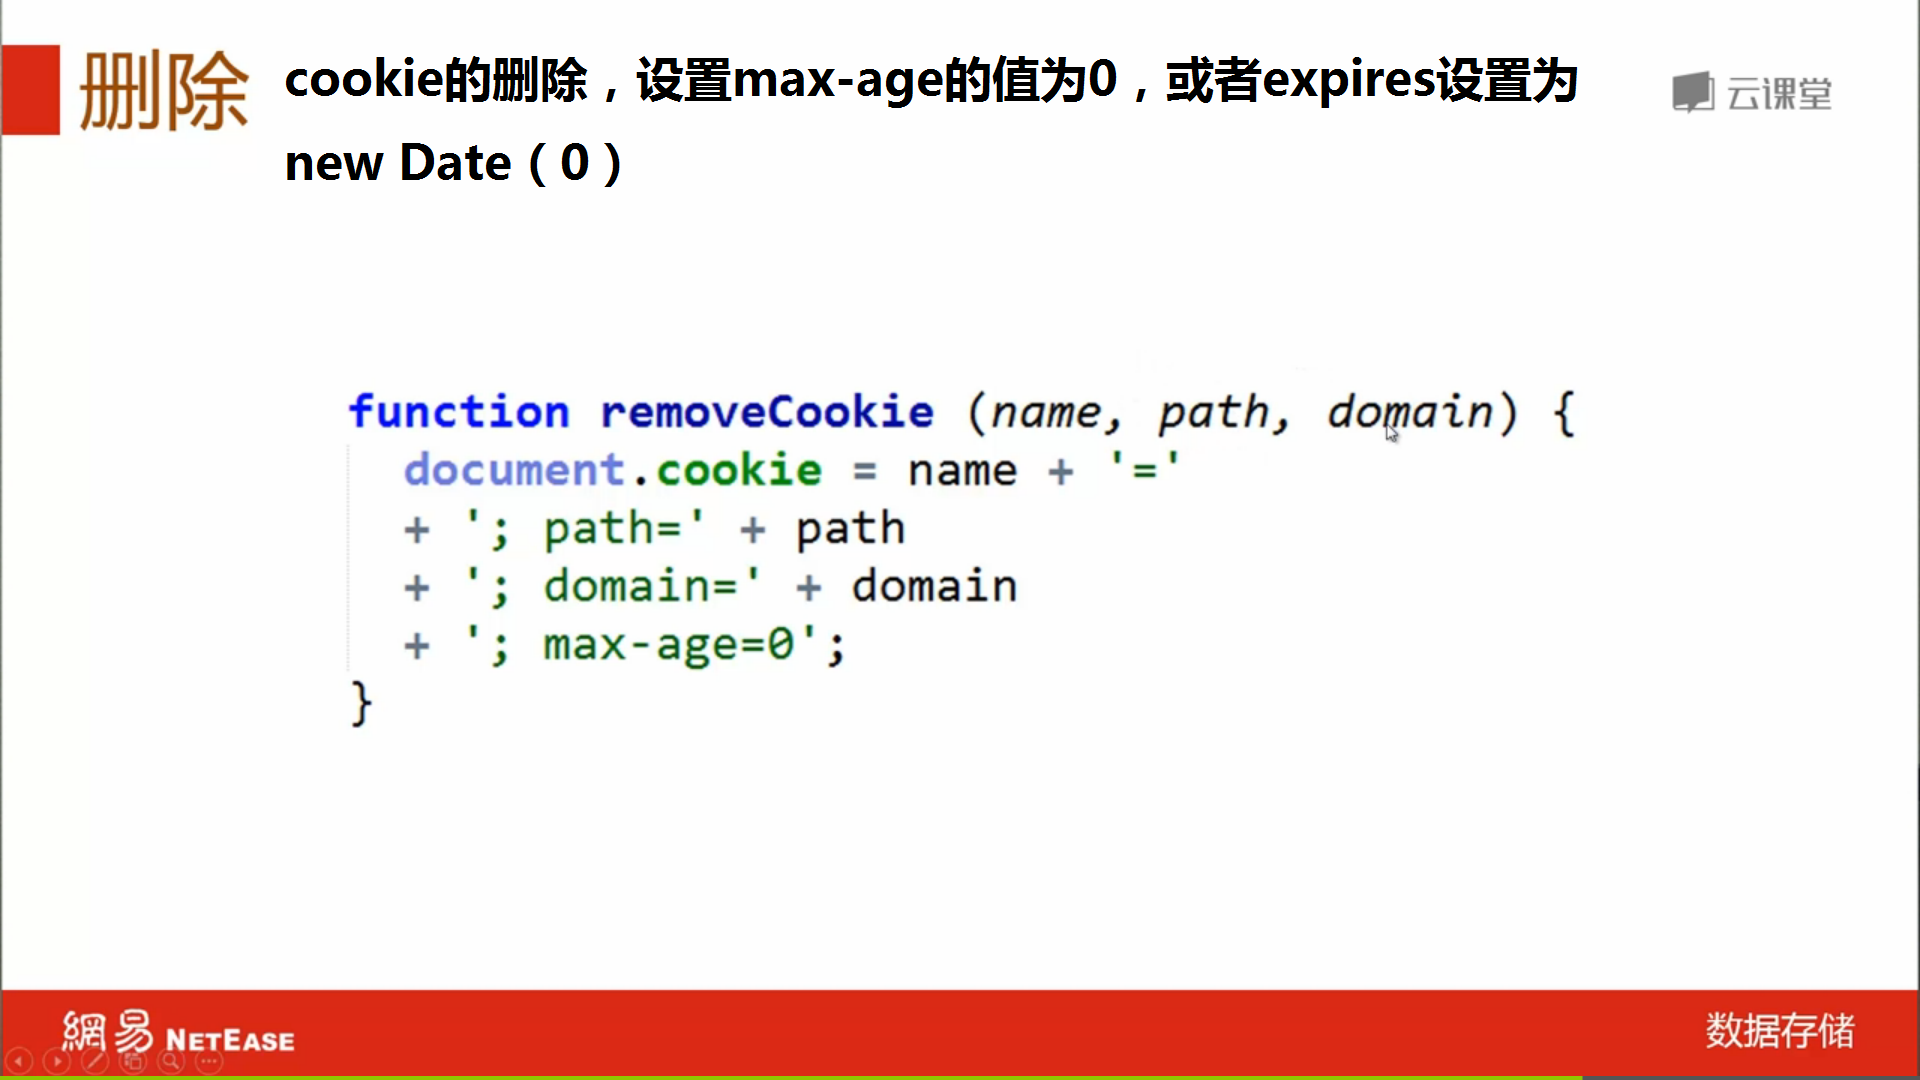 删除
cookie的删除，设置max-age的值为0，或者expires设置为
new Date（0）
云课堂
function removeCookie (name, path, domain) {
  document.cookie = name + '='
  + '; path=' + path
  + '; domain=' + domain
  + '; max-age=0';
}
網易 NETEASE
数据存储